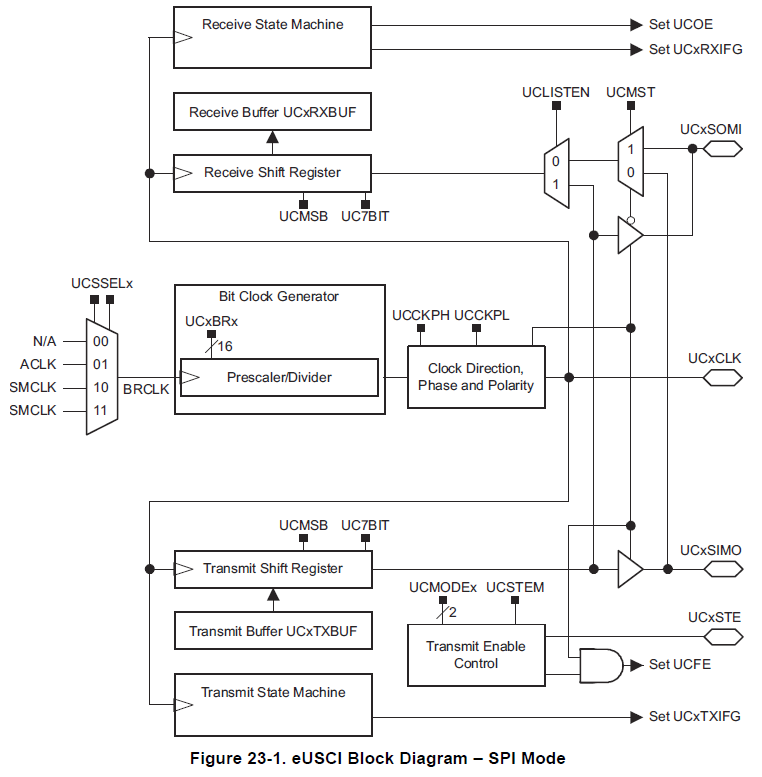 Receive State Machine
Set UCOE
Set UCxRXIFG
UCLISTEN
UCMST
Receive Buffer UCxRXBUF
UCxSOMI
0
1
1
0
Receive Shift Register
UCMSB
UC7BIT
UCSSELx
Bit Clock Generator
UCxBRx
16
UCCKPH
UCCKPL
N/A
00
ACLK
01
SMCLK
10
SMCLK
11
BRCLK
Prescaler/Divider
Clock Direction,
Phase and Polarity
UCxCLK
UCMSB
UC7BIT
Transmit Shift Register
UCxSIMO
UCMODEx
UCSTEM
2
Transmit Buffer UCxTXBUF
UCxSTE
Transmit Enable
Control
Set UCFE
Transmit State Machine
Set UCxTXIFG
Figure 23-1. eUSCI Block Diagram – SPI Mode